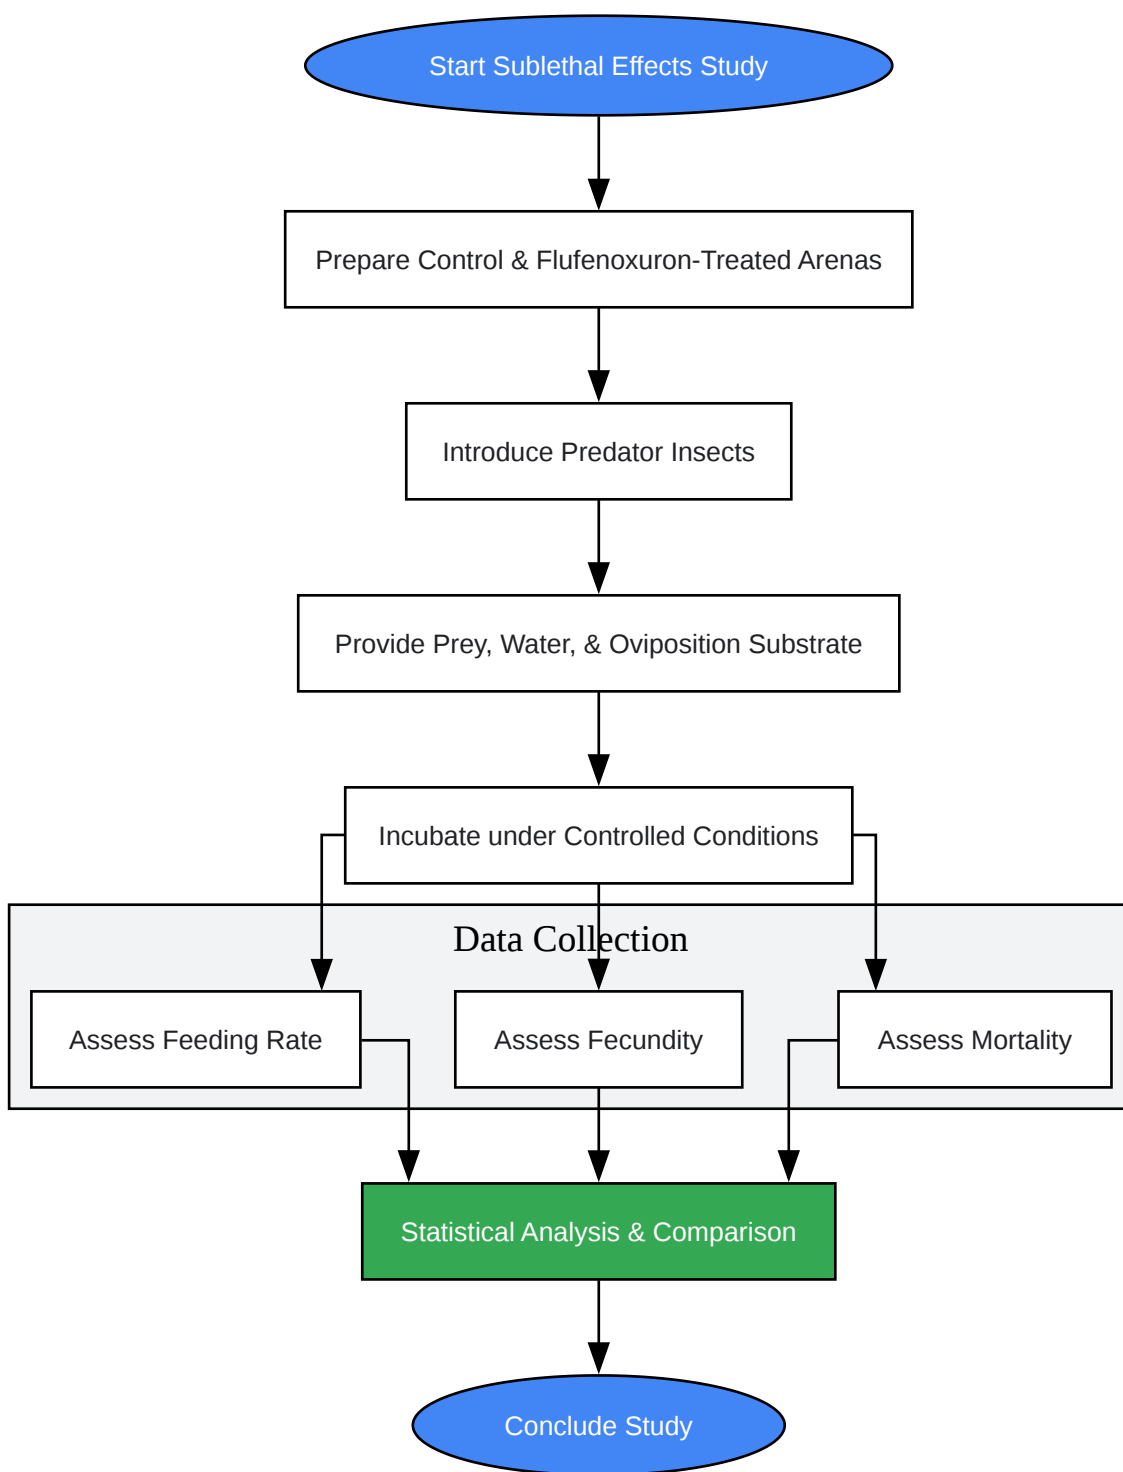 Start Sublethal Effects Study
Prepare Control & Flufenoxuron-Treated Arenas
Introduce Predator Insects
Provide Prey, Water, & Oviposition Substrate
Incubate under Controlled Conditions
Data Collection
Assess Feeding Rate
Assess Fecundity
Assess Mortality
Statistical Analysis & Comparison
Conclude Study